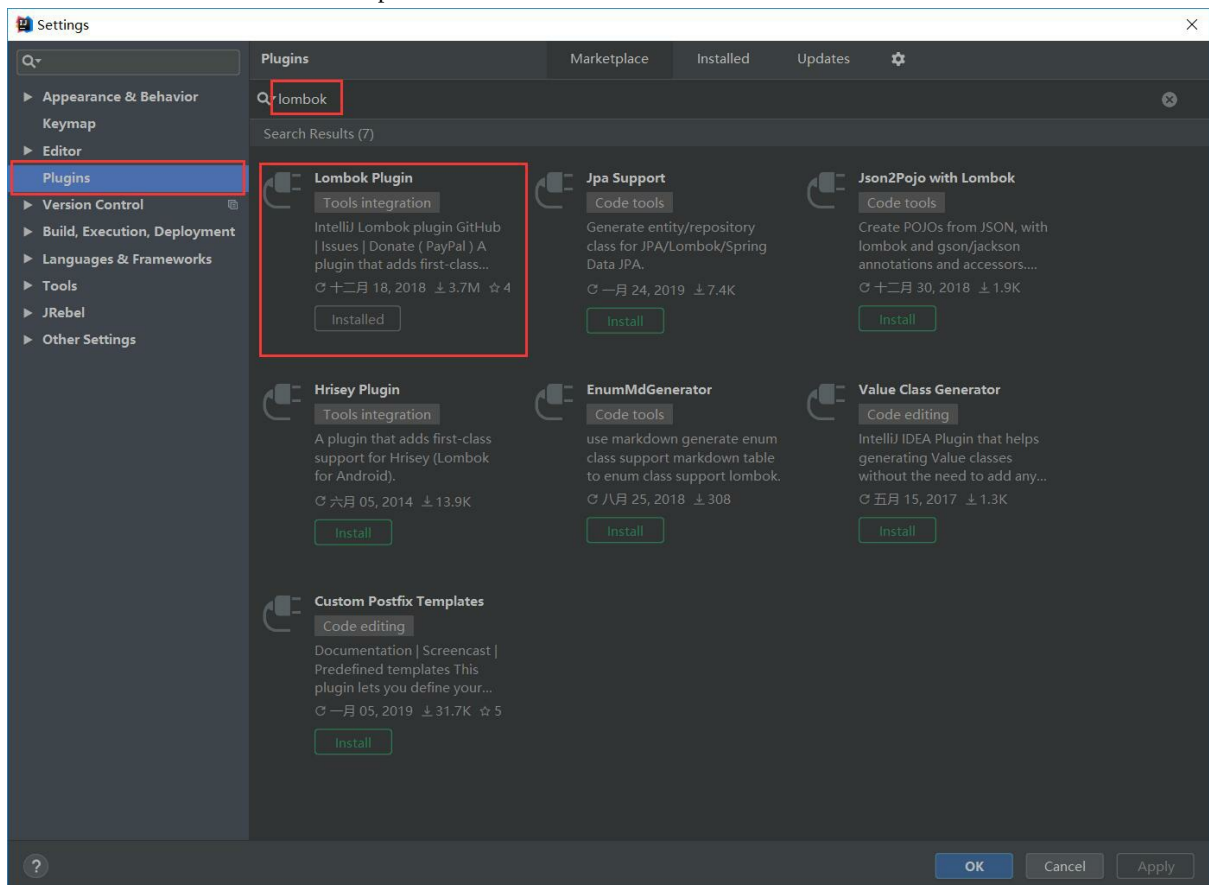 Settings
Plugins
Marketplace
Installed
Updates
Appearance & Behavior
Keymap
Editor
Plugins
Version Control
Build, Execution, Deployment
Languages & Frameworks
Tools
JRebel
Other Settings
lombok
Search Results (7)
Lombok Plugin
Tools integration
IntelliJ Lombok plugin GitHub
| Issues | Donate ( PayPal ) A
plugin that adds first-class...
十二月 18, 2018 3.7M 4
Installed
Jpa Support
Code tools
Generate entity/repository
class for JPA/Lombok/Spring
Data JPA.
一月 24, 2019 7.4K
Install
Json2Pojo with Lombok
Code tools
Create POJOs from JSON, with
lombok and gson/jackson
annotations and accessors....
十二月 30, 2018 1.9K
Install
Hrisey Plugin
Tools integration
A plugin that adds first-class
support for Hrisey (Lombok
for Android).
六月 05, 2014 13.9K
Install
EnumMdGenerator
Code tools
use markdown generate enum
class support markdown table
to enum class support lombok.
八月 25, 2018 308
Install
Value Class Generator
Code editing
IntelliJ IDEA Plugin that helps
generating Value classes
without the need to add any...
五月 15, 2017 1.3K
Install
Custom Postfix Templates
Code editing
Documentation | Screencast |
Predefined templates This
plugin lets you define your...
一月 05, 2019 31.7K 5
Install
?
OK
Cancel
Apply